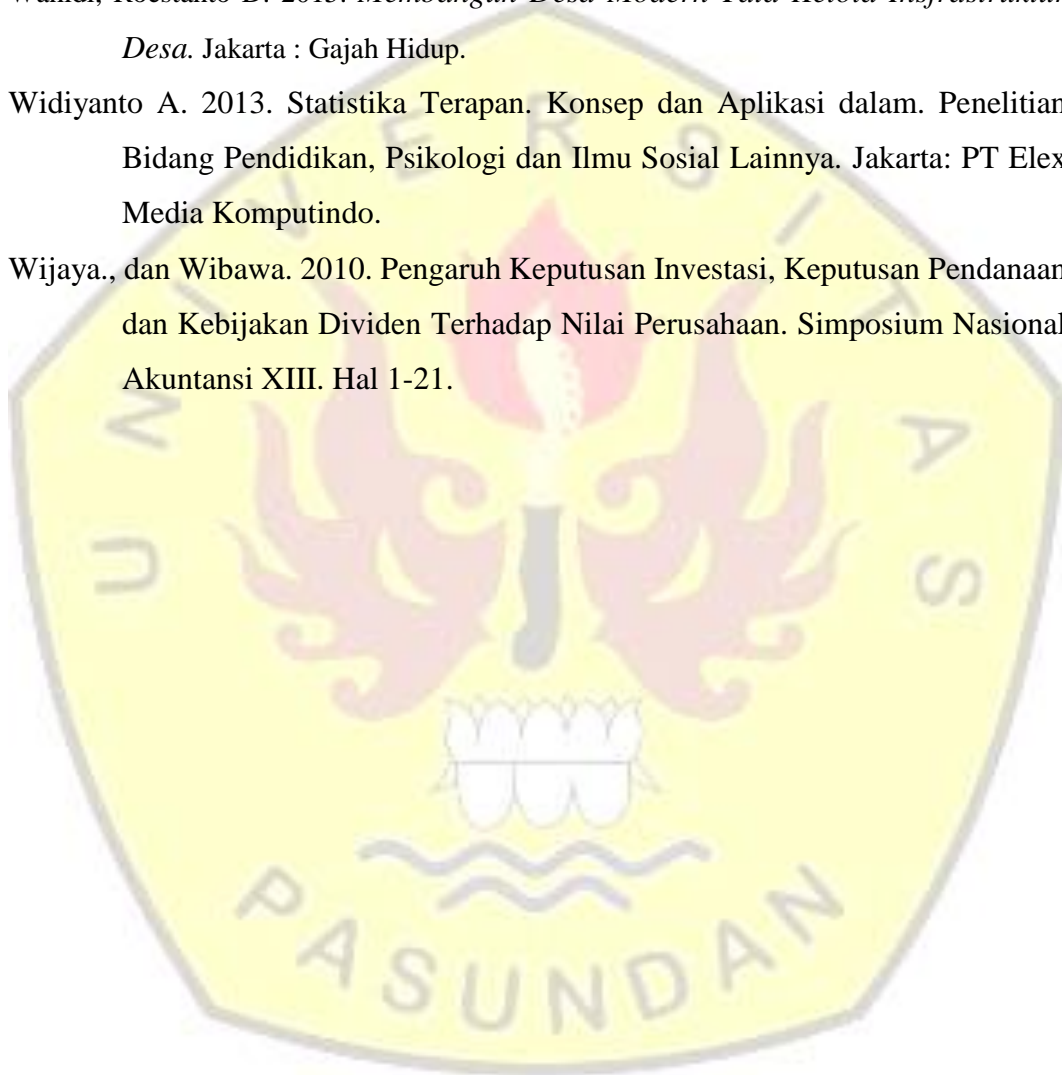 Desa. Jakarta : Gajah Hidup.
Widiyanto A. 2013. Statistika Terapan. Konsep dan Aplikasi dalam. Penelitian
Bidang Pendidikan, Psikologi dan Ilmu Sosial Lainnya. Jakarta: PT Elex
Media Komputindo.
Wijaya., dan Wibawa. 2010. Pengaruh Keputusan Investasi, Keputusan Pendanaan
dan Kebijakan Dividen Terhadap Nilai Perusahaan. Simposium Nasional
Akuntansi XIII. Hal 1-21.
UNIVERSITAS
PASUNDAN